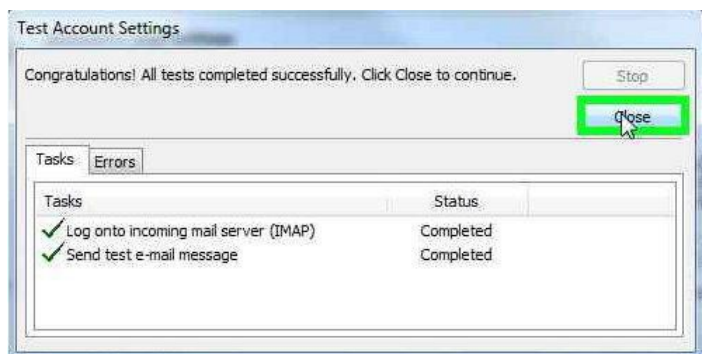 Test Account Settings
Congratulations! All tests completed successfully. Click Close to continue.
Stop
Close
Tasks Errors
Tasks Status
Log onto incoming mail server (IMAP) Completed
Send test e-mail message Completed